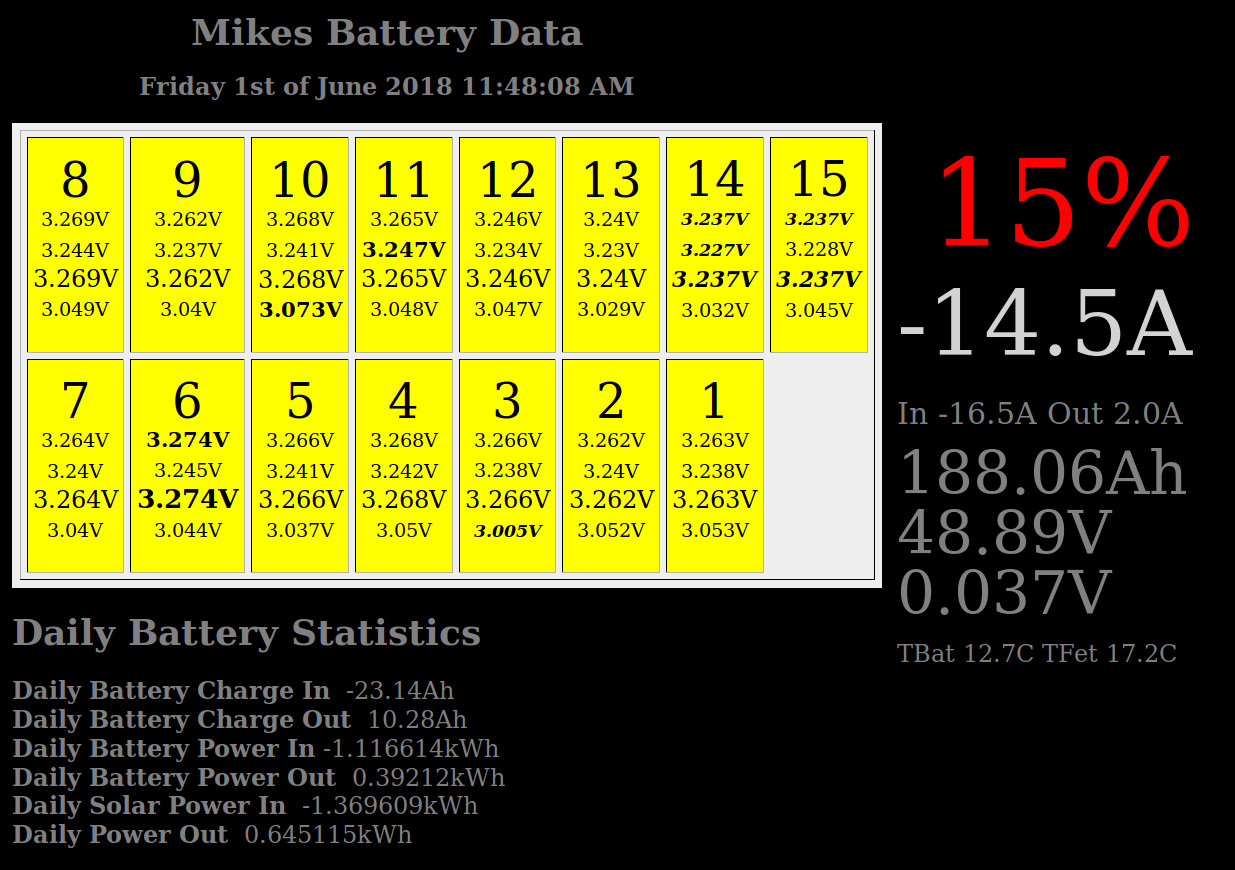 Mikes Battery Data
Friday 1st of June 2018 11:48:08 AM
8 9 10 11 12 13 14 15
3.269V 3.262V 3.268V 3.265V 3.246V 3.24V 3.237V 3.237V
3.244V 3.237V 3.241V 3.247V 3.234V 3.23V 3.227V 3.228V
3.269V 3.262V 3.268V 3.265V 3.246V 3.24V 3.237V 3.237V
3.049V 3.04V 3.073V 3.048V 3.047V 3.029V 3.032V 3.045V
7 6 5 4 3 2 1
3.264V 3.274V 3.266V 3.268V 3.266V 3.262V 3.263V
3.24V 3.245V 3.241V 3.242V 3.238V 3.24V 3.238V
3.264V 3.274V 3.266V 3.268V 3.266V 3.262V 3.263V
3.04V 3.044V 3.037V 3.05V 3.005V 3.052V 3.053V
15%
-14.5A
In -16.5A Out 2.0A
188.06Ah
48.89V
0.037V
TBat 12.7C TFet 17.2C
Daily Battery Statistics
Daily Battery Charge In -23.14Ah
Daily Battery Charge Out 10.28Ah
Daily Battery Power In -1.116614kWh
Daily Battery Power Out 0.39212kWh
Daily Solar Power In -1.369609kWh
Daily Power Out 0.645115kWh